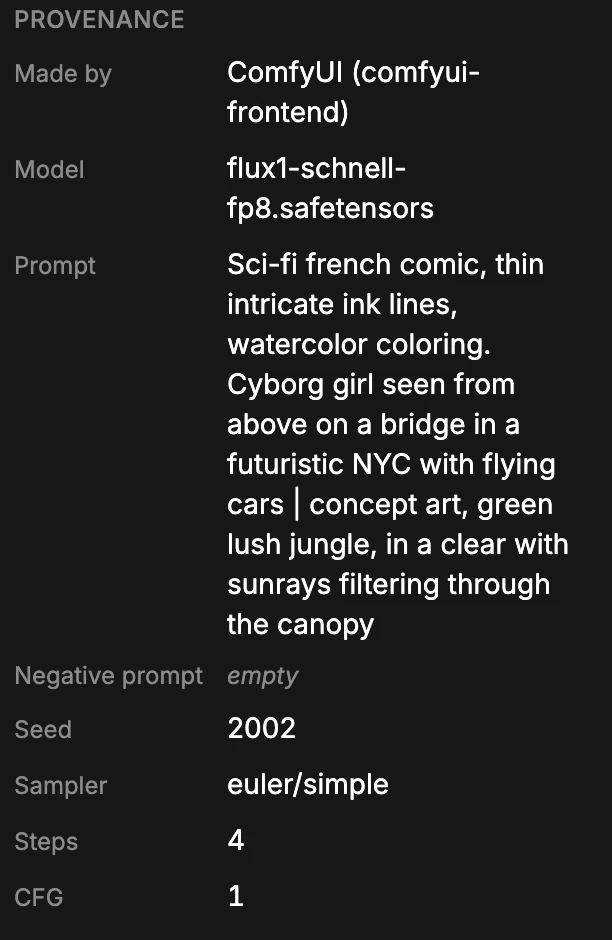 PROVENANCE
Made by ComfyUI (comfyui-
frontend)
Model flux1-schnell-
fp8.safetensors
Prompt Sci-fi french comic, thin
intricate ink lines,
watercolor coloring.
Cyborg girl seen from
above on a bridge in a
futuristic NYC with flying
cars | concept art, green
lush jungle, in a clear with
sunrays filtering through
the canopy
Negative prompt empty
Seed 2002
Sampler euler/simple
Steps 4
CFG 1